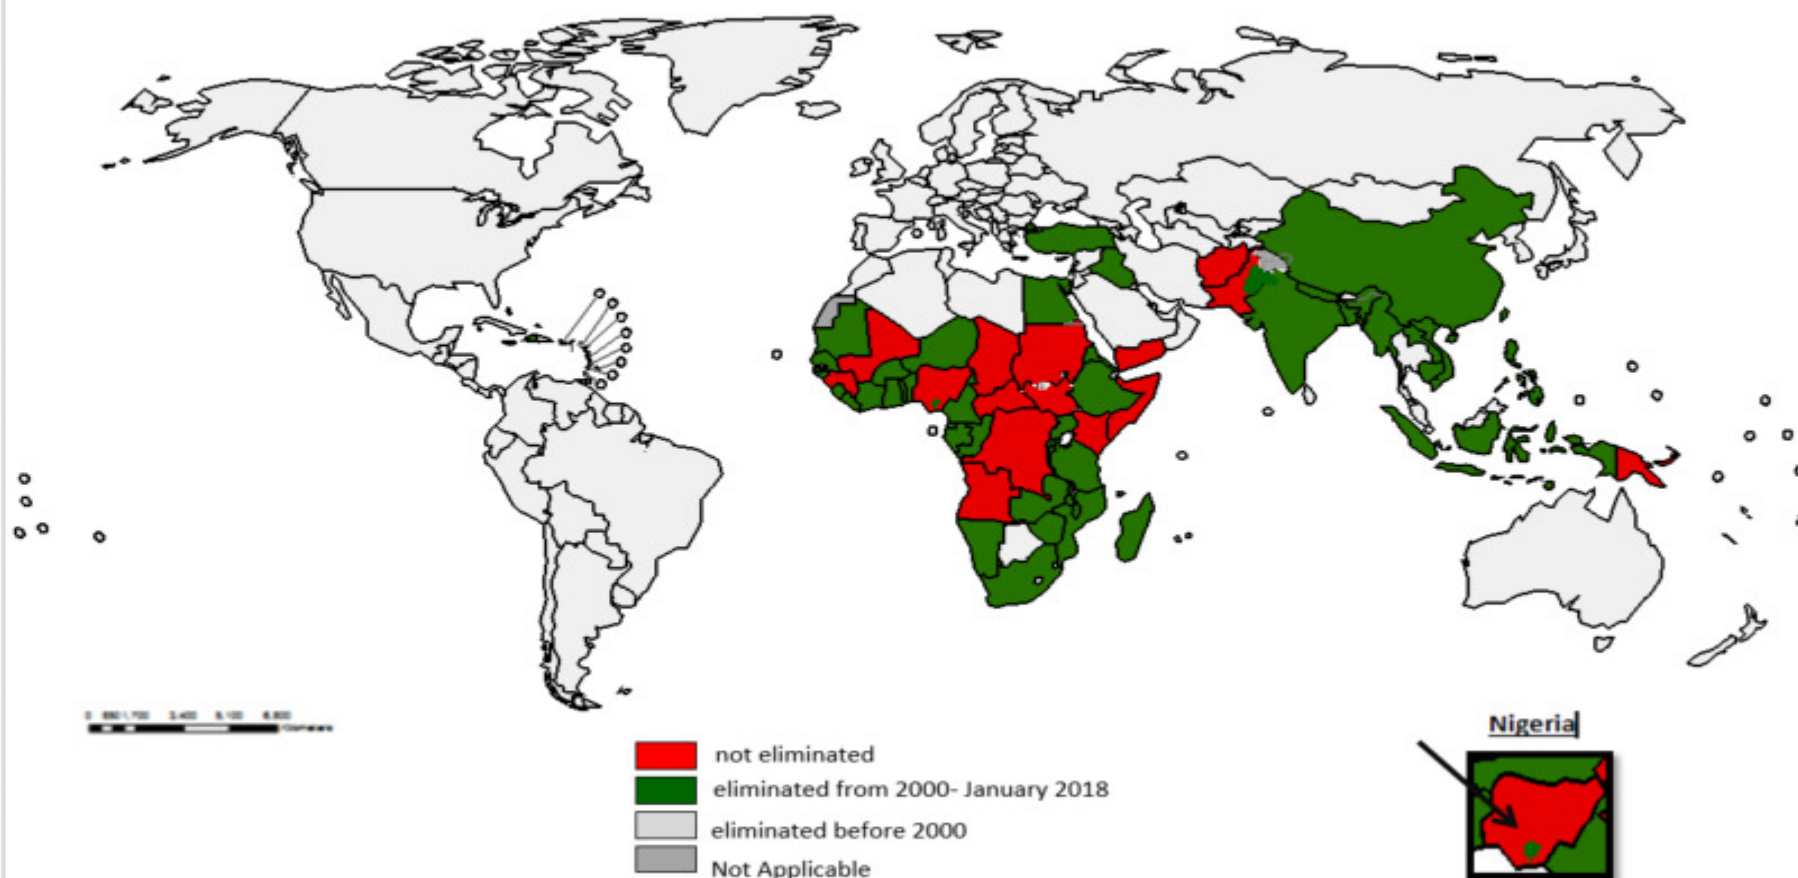 Nigeria
not eliminated
eliminated from 2000- January 2018
eliminated before 2000
Not Applicable